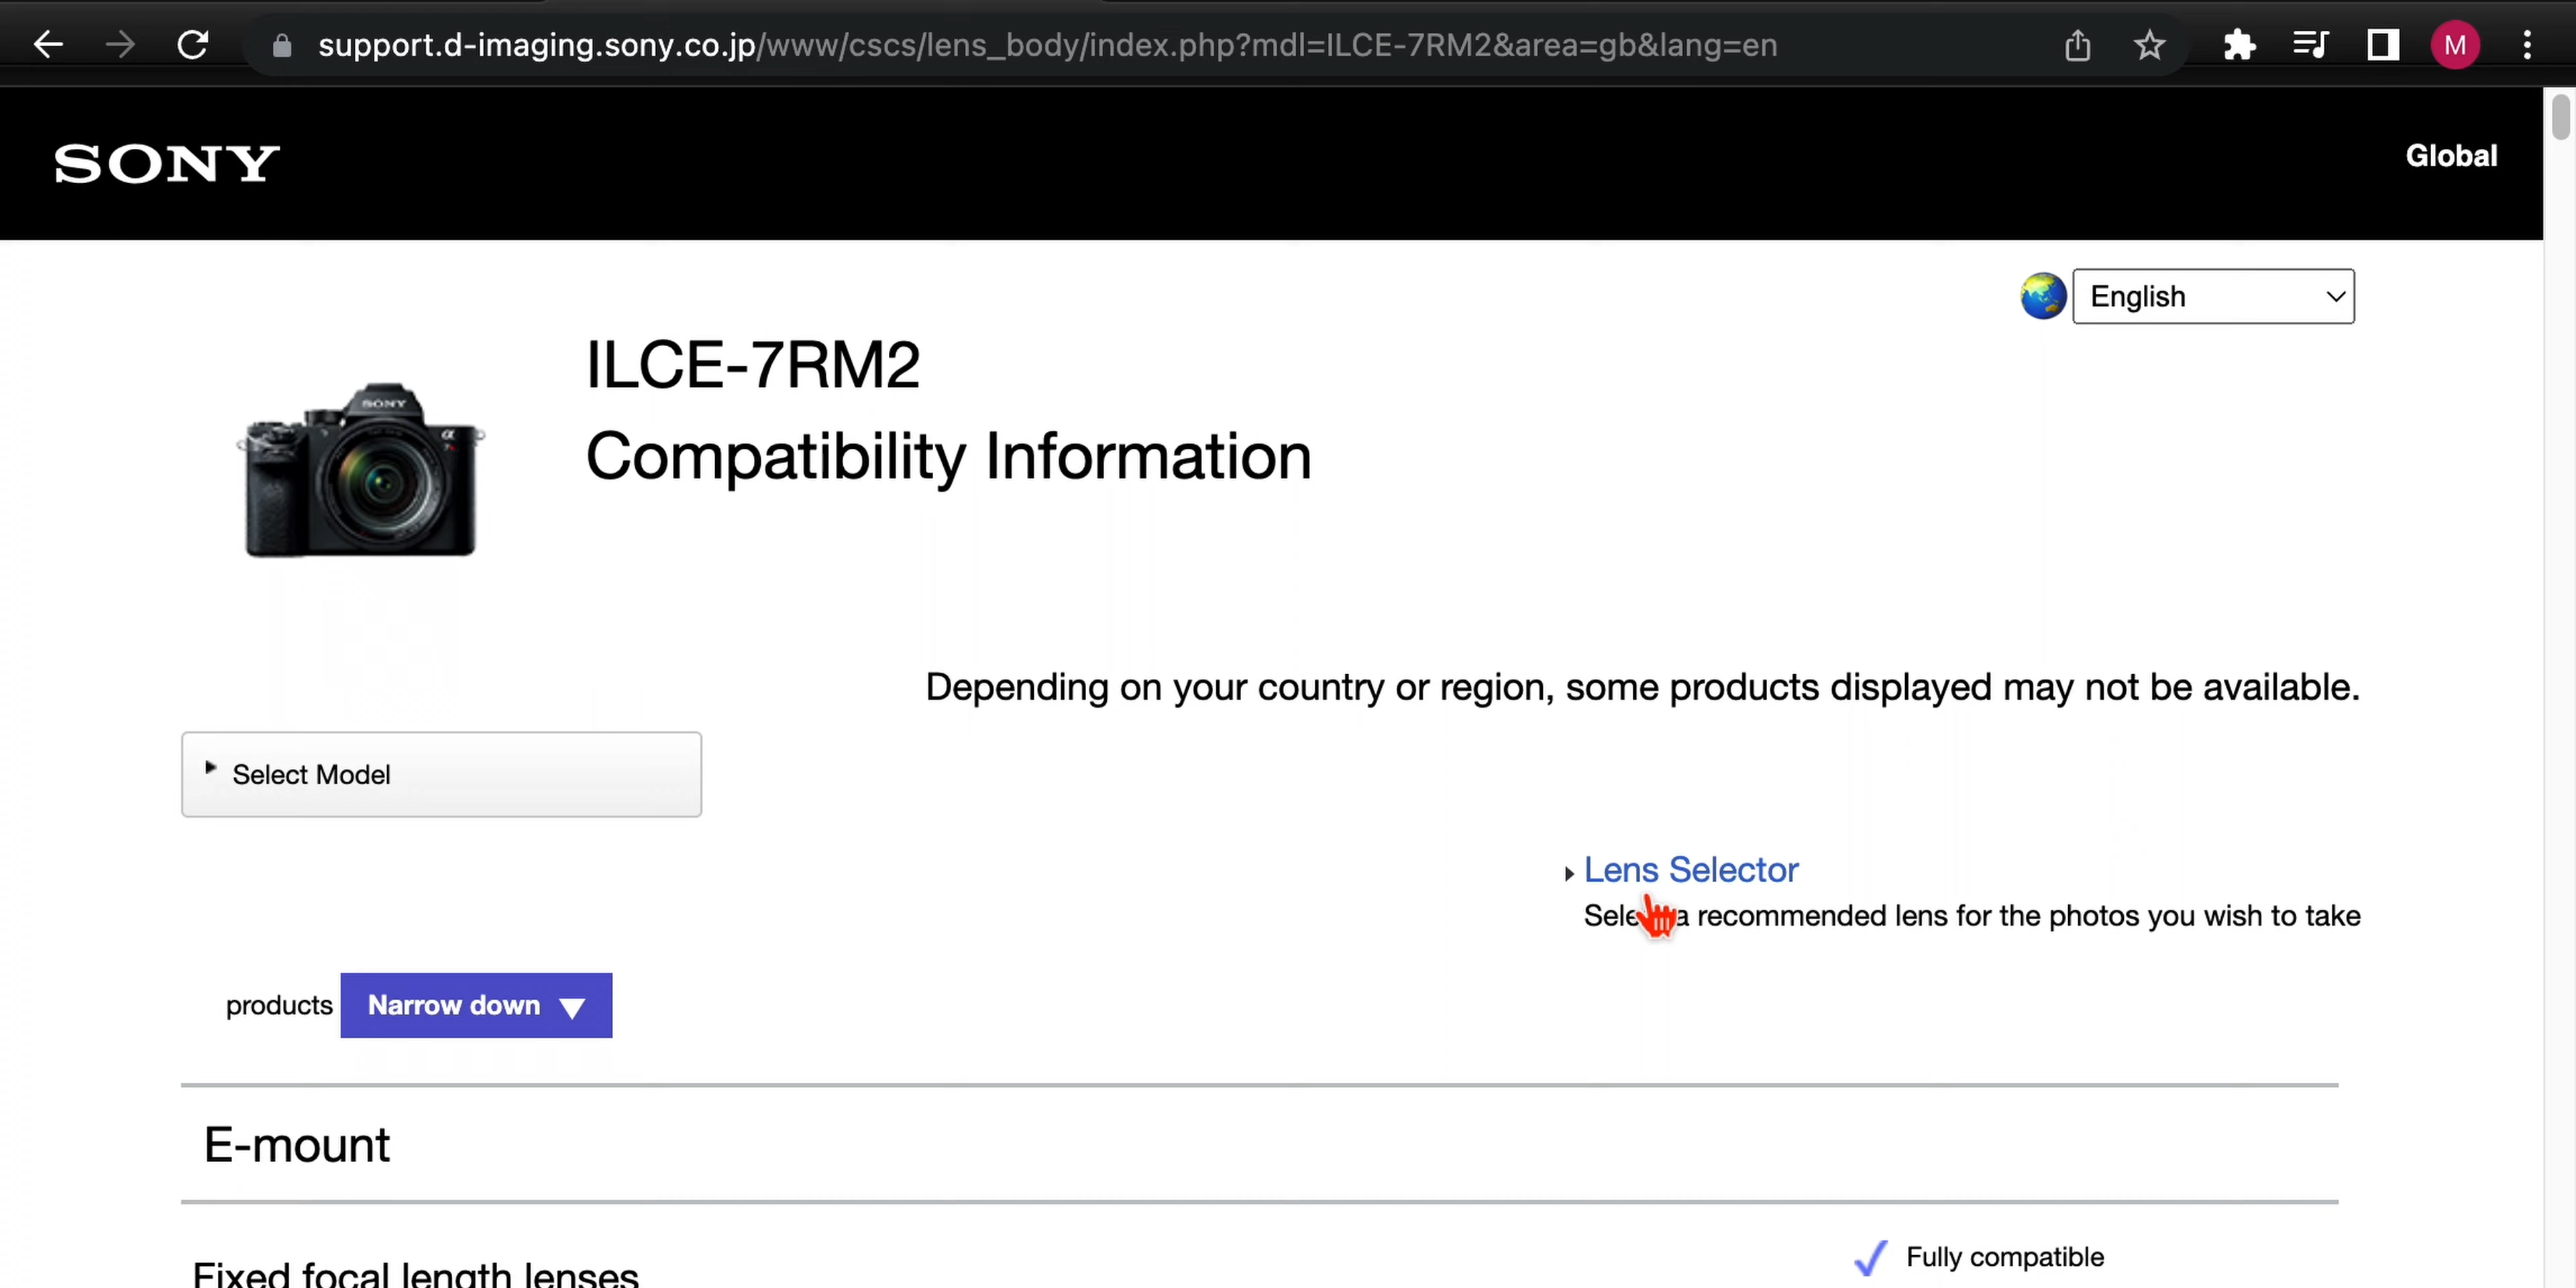 support.d-imaging.sony.co.jp/www/cscs/lens_body/index.php?mdl=ILCE-7RM2&area=gb&lang=en
M
SONY
Global
English
ILCE-7RM2
Compatibility Information
SONY
Depending on your country or region, some products displayed may not be available.
Select Model
Lens Selector
a recommended lens for the photos you wish to take
products Narrow down
E-mount
Fully compatible
Fixed focal length lenses